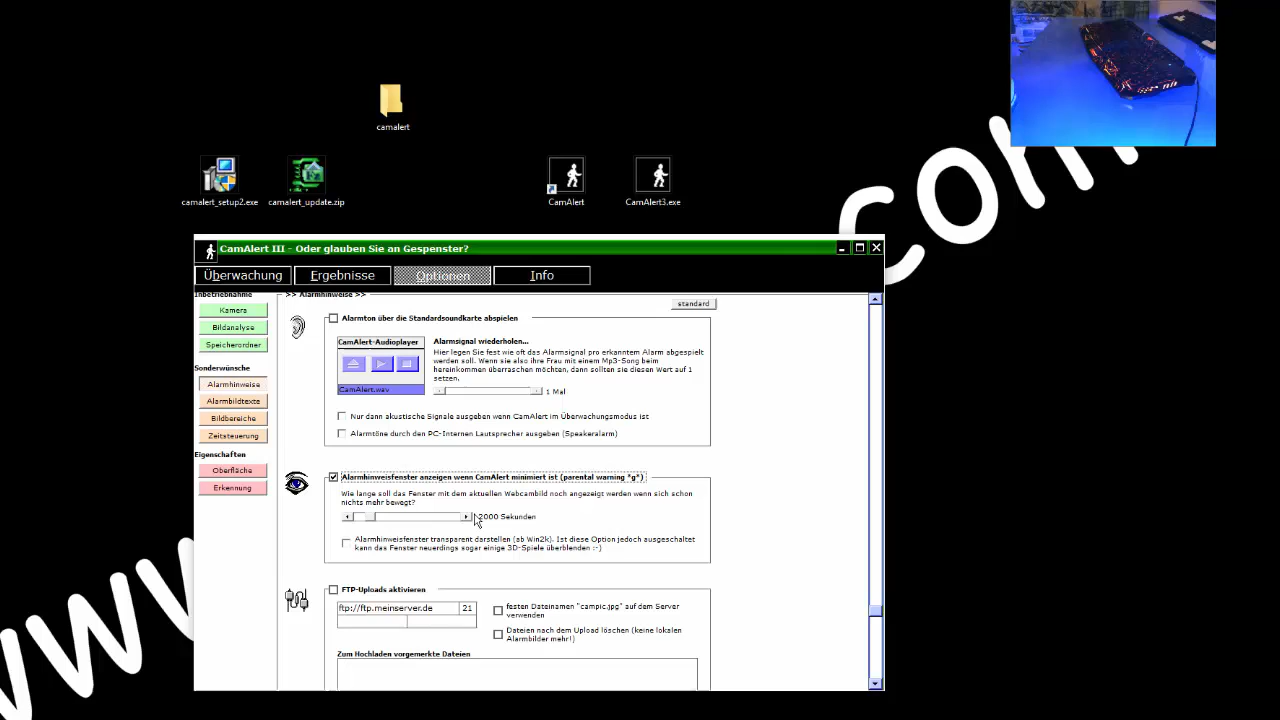 www
com
camalert
camalert_setup2.exe
camalert_update.zip
CamAlert
CamAlert3.exe
CamAlert III - Oder glauben Sie an Gespenster?
Überwachung
Ergebnisse
Optionen
Info
Inbetriebnahme
Kamera
Bildanalyse
Speicherordner
Sonderwünsche
Alarmhinweise
Alarmbildtexte
Bildbereiche
Zeitsteuerung
Eigenschaften
Oberfläche
Erkennung
>> Alarmhinweise >>
standard
Alarmton über die Standardsoundkarte abspielen
CamAlert-Audioplayer
CamAlert.wav
Alarmsignal wiederholen...
Hier legen Sie fest wie oft das Alarmsignal pro erkanntem Alarm abgespielt
werden soll. Wenn sie also ihre Frau mit einem Mp3-Song beim
hereinkommen überraschen möchten, dann sollten sie diesen Wert auf 1
setzen.
1 Mal
Nur dann akustische Signale ausgeben wenn CamAlert im Überwachungsmodus ist
Alarmtöne durch den PC-Internen Lautsprecher ausgeben (Speakeralarm)
Alarmhinweisfenster anzeigen wenn CamAlert minimiert ist (parental warning *g*)
Wie lange soll das Fenster mit dem aktuellen Webcambild noch angezeigt werden wenn sich schon
nichts mehr bewegt?
2000 Sekunden
Alarmhinweisfenster transparent darstellen (ab Win2k). Ist diese Option jedoch ausgeschaltet
kann das Fenster neuerdings sogar einige 3D-Spiele überblenden :-)
FTP-Uploads aktivieren
ftp://ftp.meinserver.de
21
festen Dateinamen "campic.jpg" auf dem Server
verwenden
Dateien nach dem Upload löschen (keine lokalen
Alarmbilder mehr!)
Zum Hochladen vorgemerkte Dateien